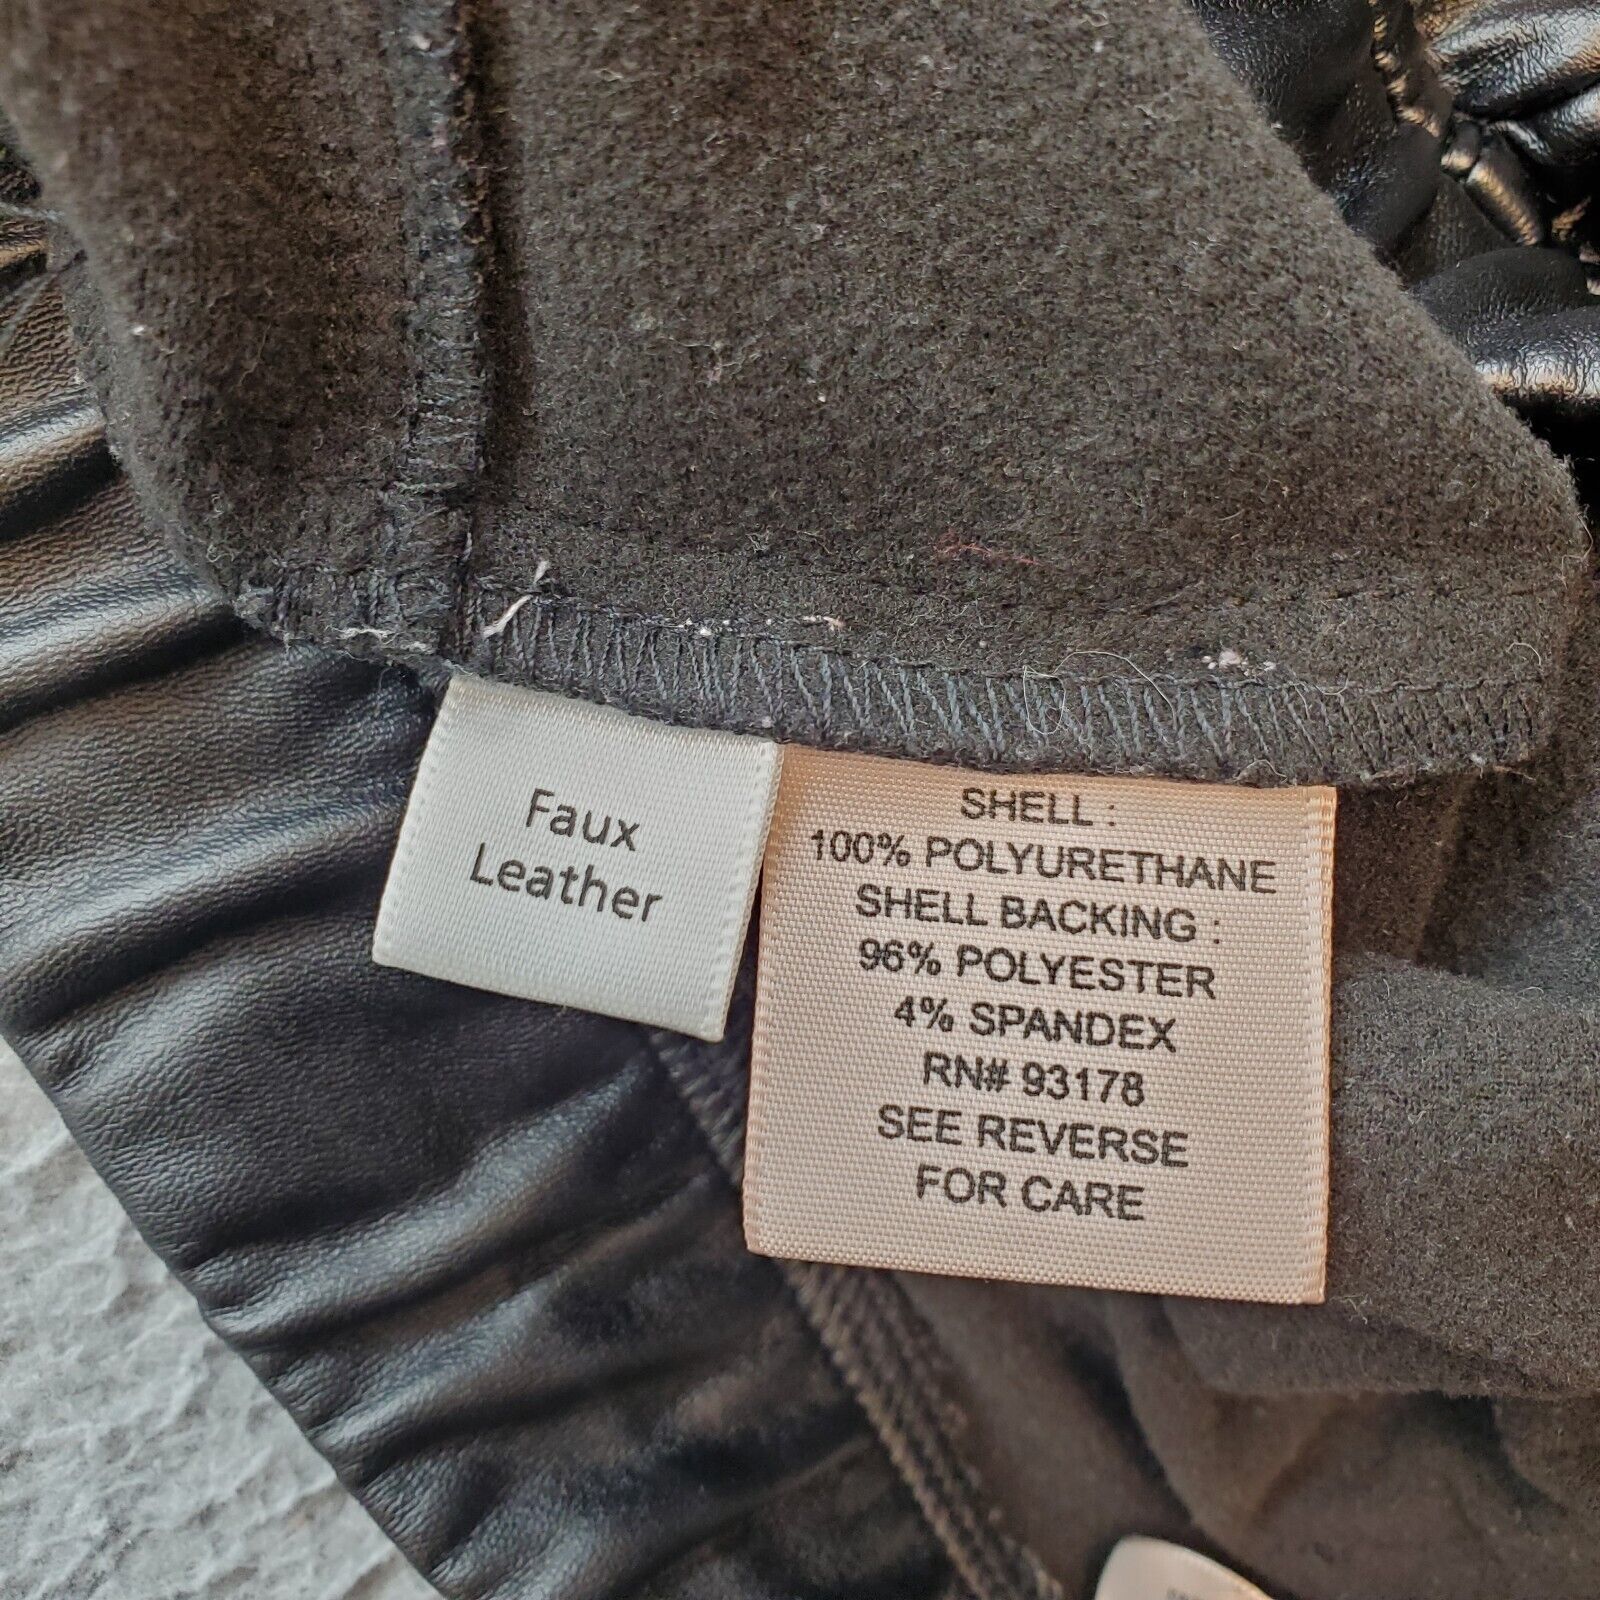 Faux
Leather
SHELL :
100% POLYURETHANE
SHELL BACKING :
96% POLYESTER
4% SPANDEX
RN# 93178
SEE REVERSE
FOR CARE